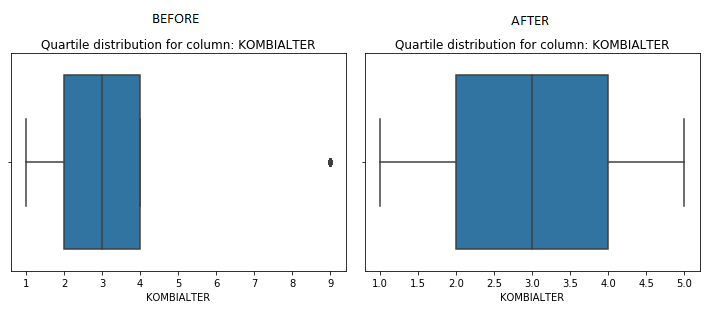 BEFORE
AFTER
Quartile distribution for column: KOMBIALTER
Quartile distribution for column: KOMBIALTER
1 2 3 4 5 6 7 8 9
KOMBIALTER
1.0 1.5 2.0 2.5 3.0 3.5 4.0 4.5 5.0
KOMBIALTER